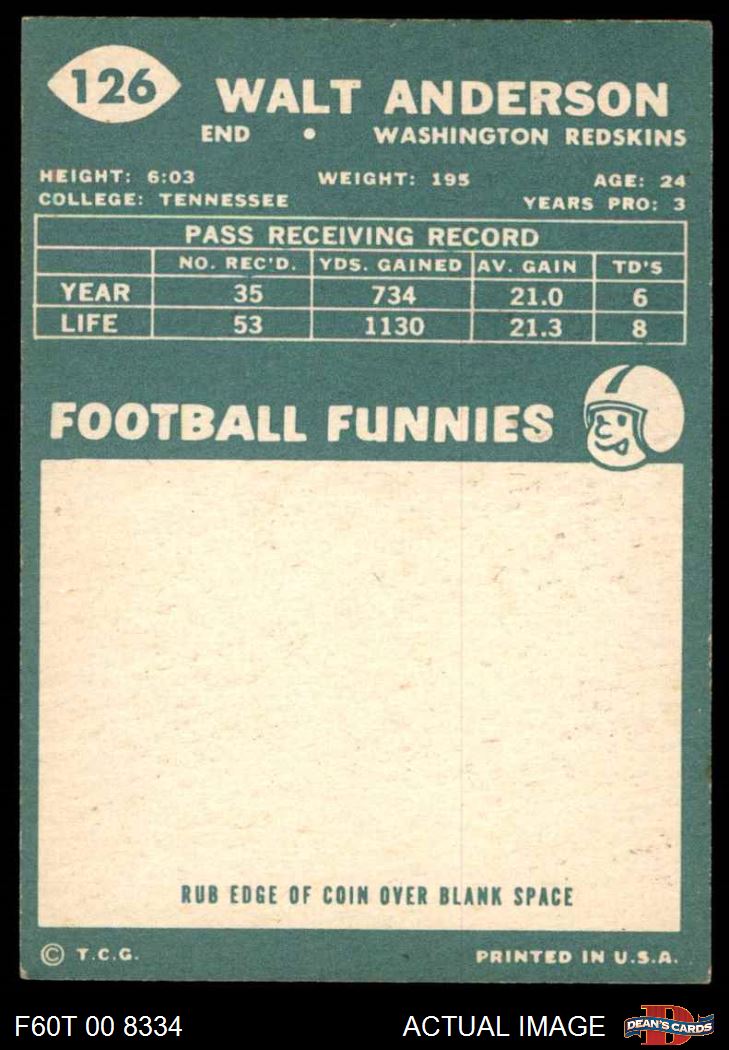 126
WALT ANDERSON
END • WASHINGTON REDSKINS
HEIGHT: 6:03 WEIGHT: 195 AGE: 24
COLLEGE: TENNESSEE YEARS PRO: 3
PASS RECEIVING RECORD
NO. REC'D. YDS. GAINED AV. GAIN TD'S
YEAR 35 734 21.0 6
LIFE 53 1130 21.3 8
FOOTBALL FUNNIES
RUB EDGE OF COIN OVER BLANK SPACE
© T.C.G. PRINTED IN U.S.A.
F60T 00 8334 ACTUAL IMAGE
D
DEAN'S CARDS